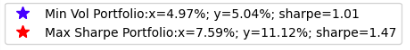 Min Vol Portfolio:x=4.97%; y=5.04%; sharpe=1.01
Max Sharpe Portfolio:x=7.59%; y=11.12%; sharpe=1.47